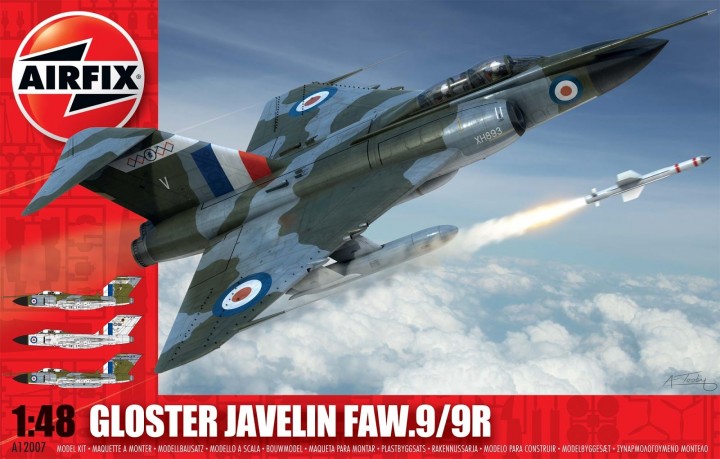 AIRFIX
XH893
V
1:48 GLOSTER JAVELIN FAW.9/9R
A12007
MODEL KIT • MAQUETTE A MONTER • MODELLBAUSATZ • MODELLO A SCALA • BOUWMODEL • MAQUETA PARA MONTAR • PLASTBYGGSATS • RAKENNUSSARJA • MODELO PARA CONSTRUIR • MODELBYGGESÆT • ΣΥΝΑΡΜΟΛΟΓΟΥΜΕΝΟ ΜΟΝΤΕΛΟ